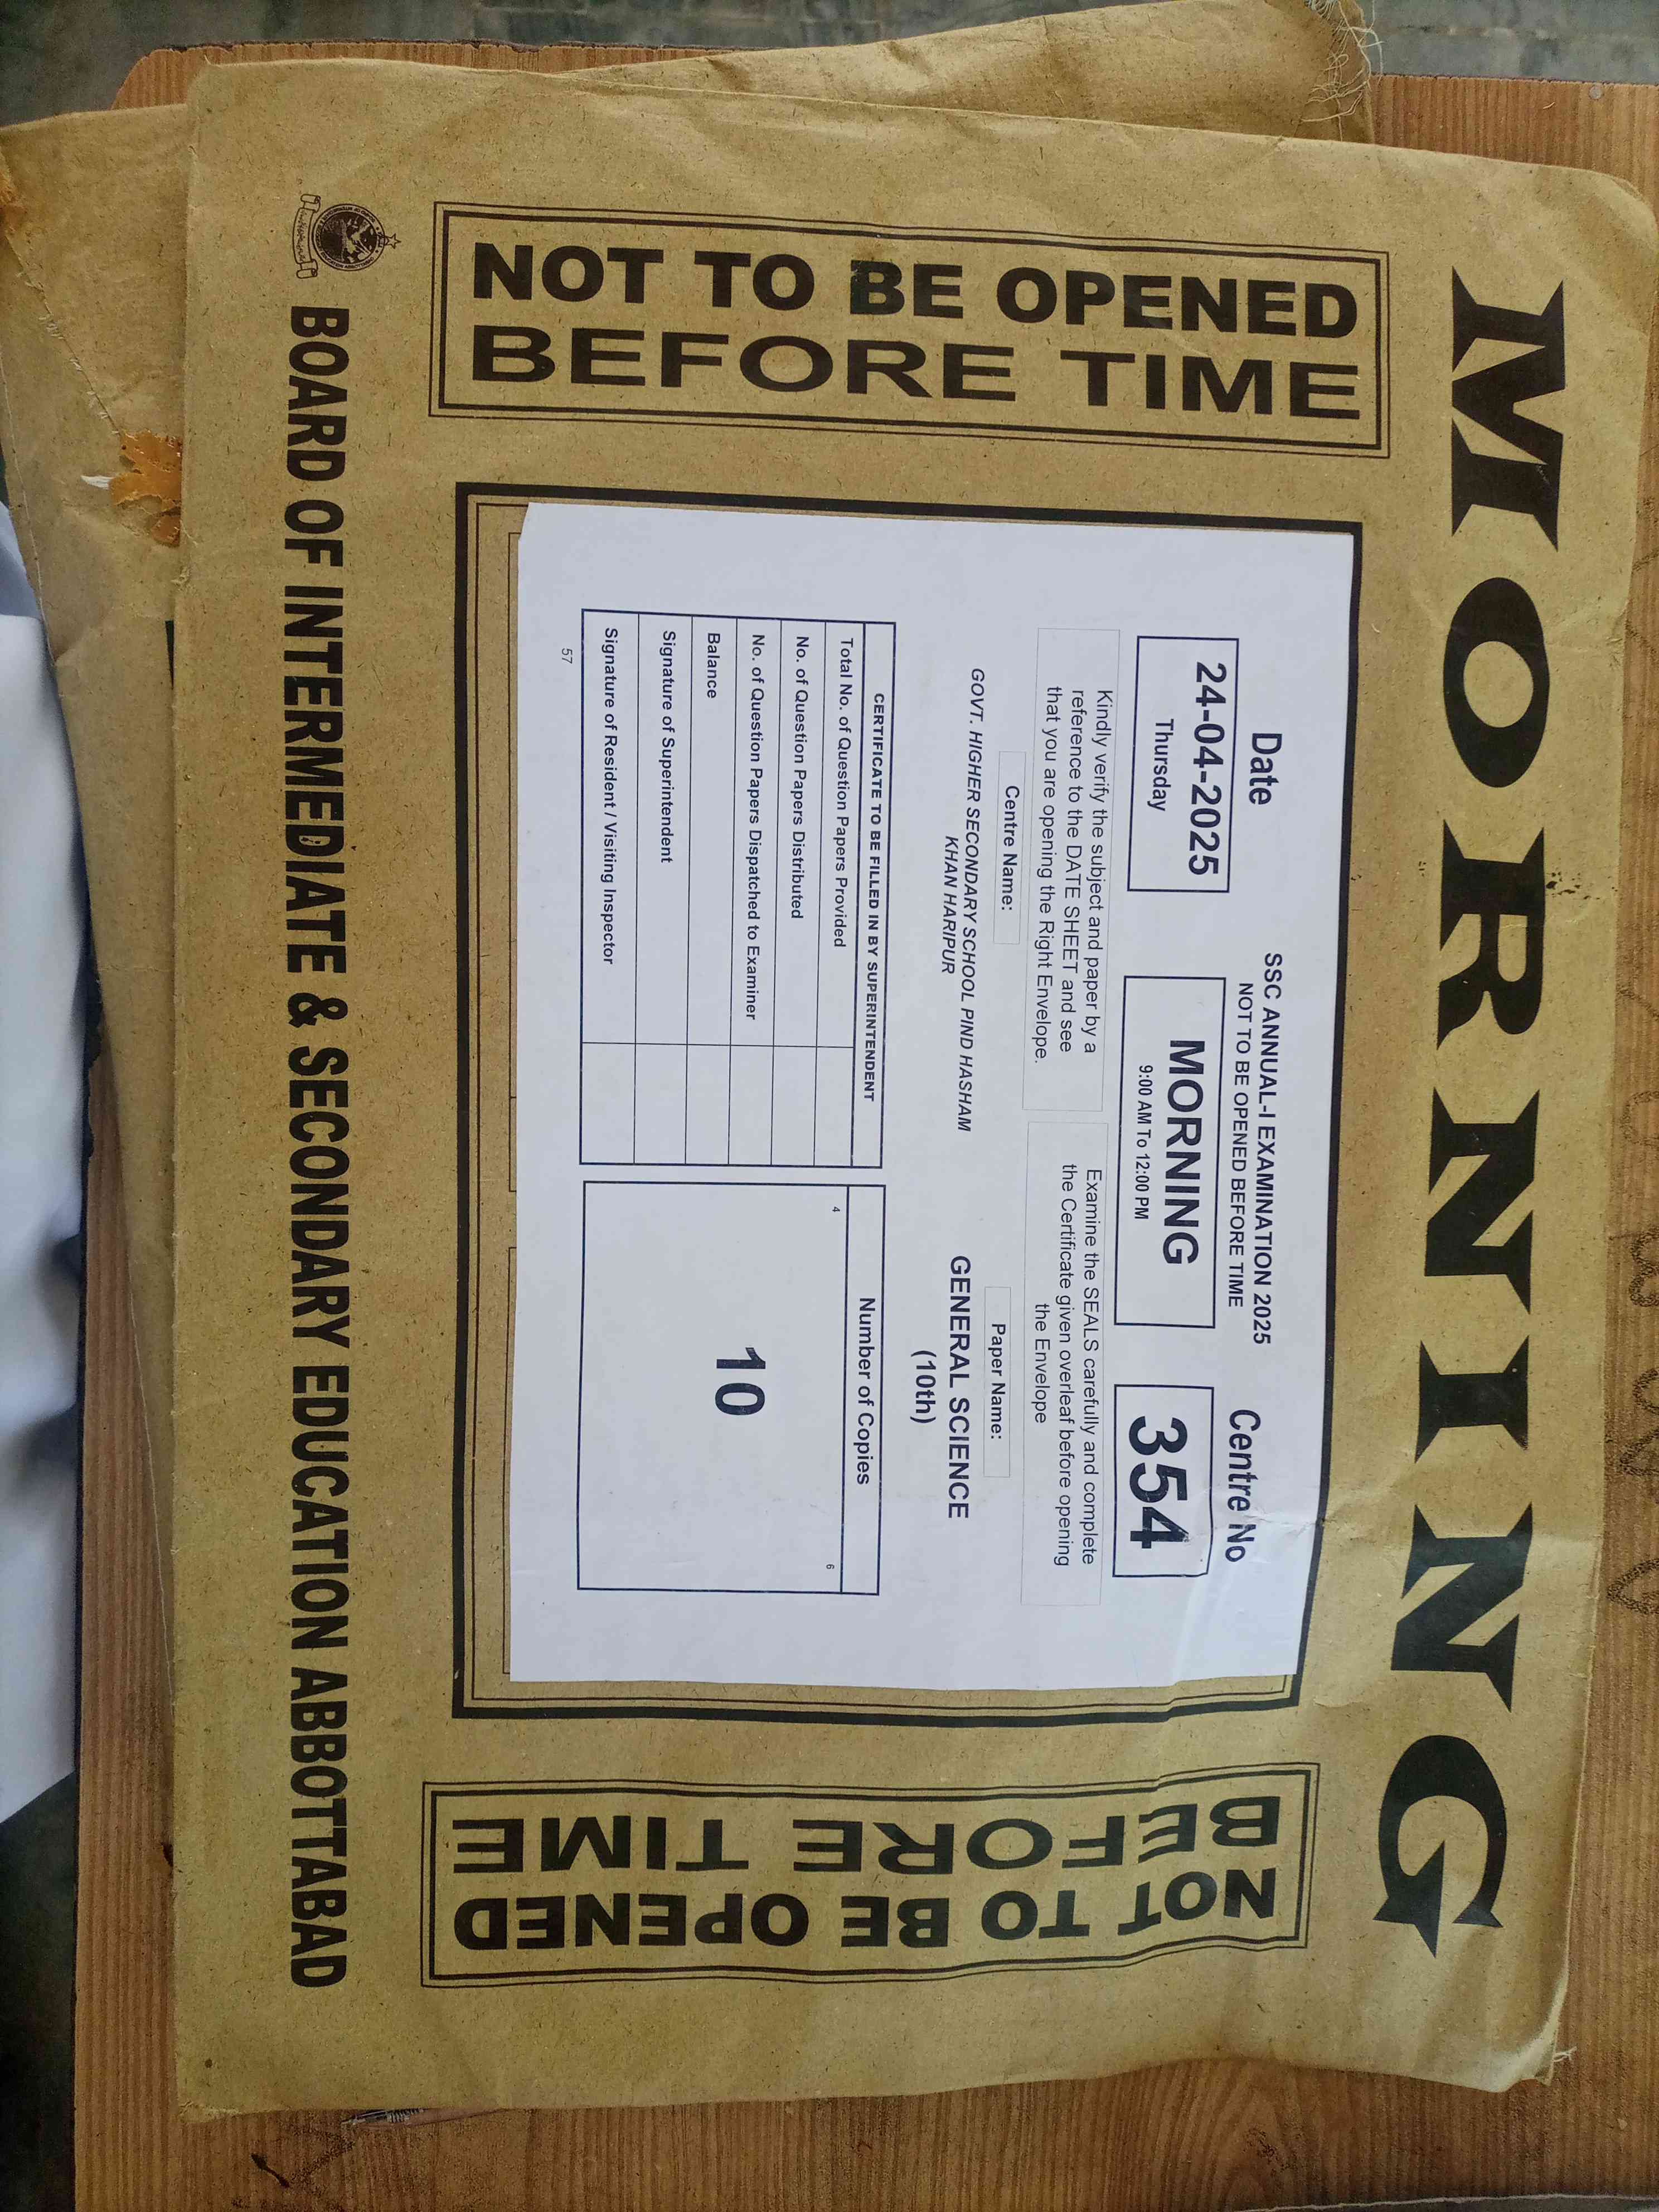 MORNING
NOT TO BE OPENED
BEFORE TIME
SSC ANNUAL-I EXAMINATION 2025
NOT TO BE OPENED BEFORE TIME
Date
24-04-2025
Thursday
MORNING
9:00 AM To 12:00 PM
Centre No
354
Kindly verify the subject and paper by a
reference to the DATE SHEET and see
that you are opening the Right Envelope.
Examine the SEALS carefully and complete
the Certificate given overleaf before opening
the Envelope
Centre Name:
GOVT. HIGHER SECONDARY SCHOOL PIND HASHAM
KHAN HARIPUR
Paper Name:
GENERAL SCIENCE
(10th)
CERTIFICATE TO BE FILLED IN BY SUPERINTENDENT
Total No. of Question Papers Provided
No. of Question Papers Distributed
No. of Question Papers Dispatched to Examiner
Balance
Signature of Superintendent
Signature of Resident / Visiting Inspector
Number of Copies
4
6
10
57
NOT TO BE OPENED
BEFORE TIME
BOARD OF INTERMEDIATE & SECONDARY EDUCATION ABBOTTABAD